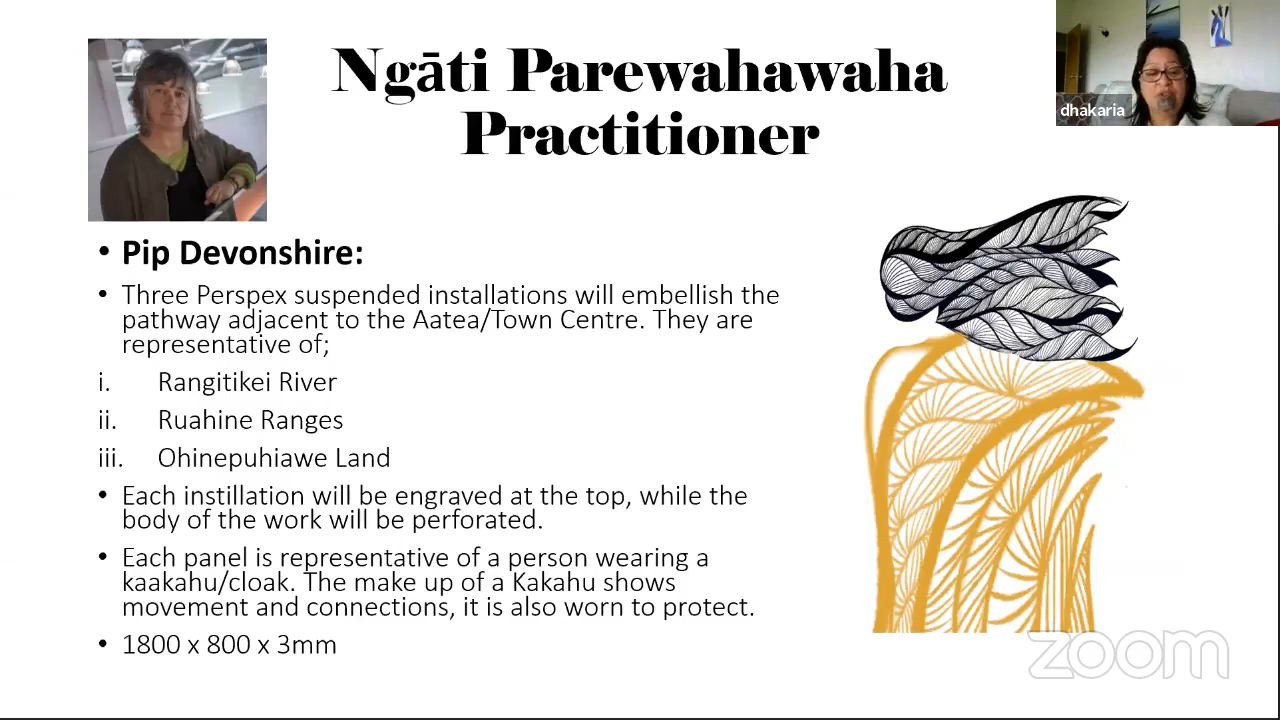 Ngāti Parewahawaha
Practitioner
dhakaria
• Pip Devonshire:
• Three Perspex suspended installations will embellish the
pathway adjacent to the Aatea/Town Centre. They are
representative of;
i. Rangitikei River
ii. Ruahine Ranges
iii. Ohinepuhiawe Land
• Each instillation will be engraved at the top, while the
body of the work will be perforated.
• Each panel is representative of a person wearing a
kaakahu/cloak. The make up of a Kakahu shows
movement and connections, it is also worn to protect.
• 1800 x 800 x 3mm
zoom